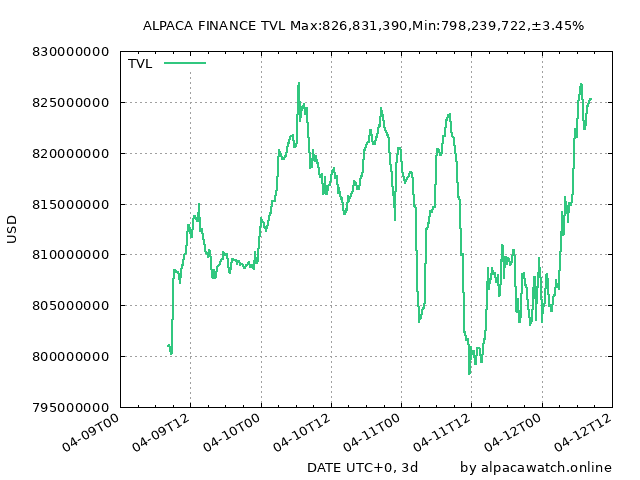 ALPACA FINANCE TVL Max:826,831,390,Min:798,239,722,±3.45%
830000000
TVL
825000000
820000000
815000000
USD
810000000
805000000
800000000
795000000
04-09T00
04-09T12
04-10T00
04-10T12
04-11T00
04-11T12
04-12T00
04-12T12
DATE UTC+0, 3d
by alpacawatch.online